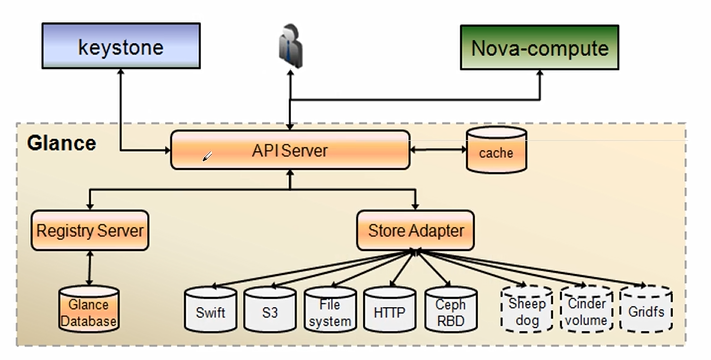 keystone
Nova-compute
Glance
API Server
cache
Registry Server
Store Adapter
Glance
Database
Swift
S3
File
system
HTTP
Ceph
RBD
Sheep
dog
Cinder
volume
Gridfs